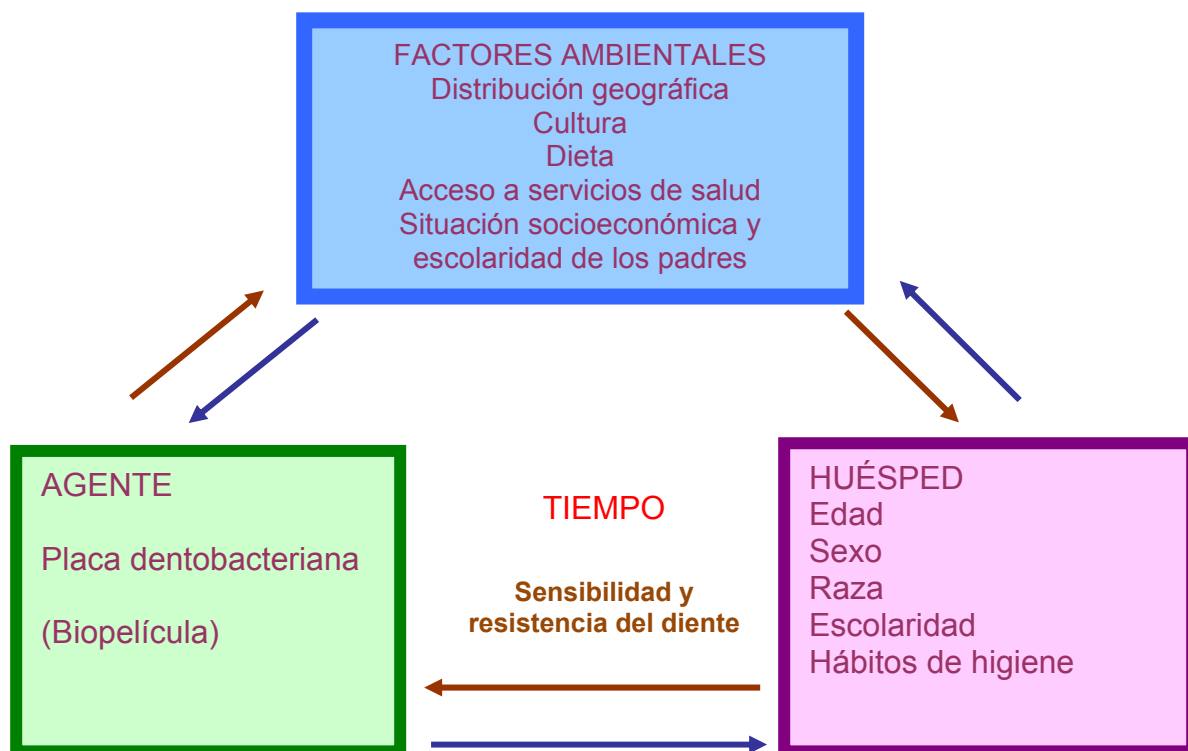 FACTORES AMBIENTALES
Distribución geográfica
Cultura
Dieta
Acceso a servicios de salud
Situación socioeconómica y
escolaridad de los padres
AGENTE
Placa dentobacteriana
(Biopelícula)
TIEMPO
Sensibilidad y
resistencia del diente
HUÉSPED
Edad
Sexo
Raza
Escolaridad
Hábitos de higiene